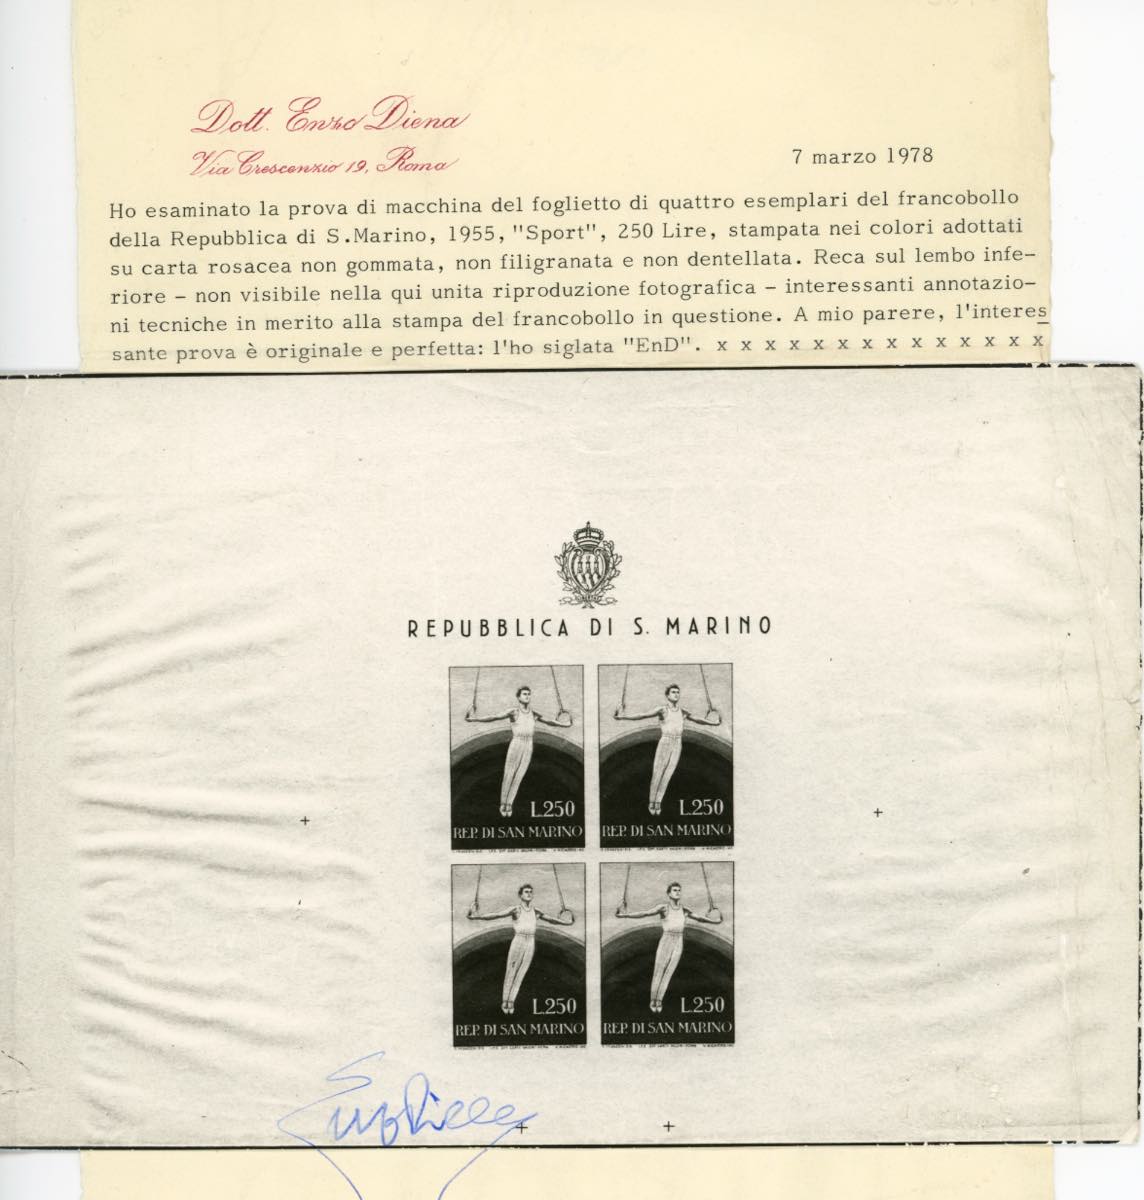 Dott. Enzo Diena
Via Crescenzio 19, Roma
7 marzo 1978
Ho esaminato la prova di macchina del foglietto di quattro esemplari del francobollo
della Repubblica di S.Marino, 1955, "Sport", 250 Lire, stampata nei colori adottati
su carta rosacea non gommata, non filigranata e non dentellata. Reca sul lembo infe-
riore - non visibile nella qui unita riproduzione fotografica - interessanti annotazio-
ni tecniche in merito alla stampa del francobollo in questione. A mio parere, l'interes
sante prova è originale e perfetta: l'ho siglata "EnD". x x x x x x x x x x x x x x
REPUBBLICA DI S. MARINO
L.250
REP. DI SAN MARINO
L.250
REP. DI SAN MARINO
L.250
REP. DI SAN MARINO
L.250
REP. DI SAN MARINO
Enzo Diena